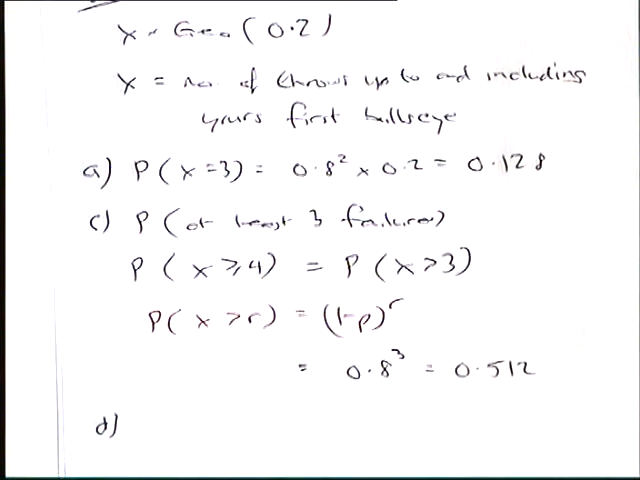 X ~ Geo (0.2)
X = no. of throws up to and including
yours first bullseye
a) P(X=3) = 0.8² x 0.2 = 0.128
c) P (at least 3 failures)
P (X ⩾ 4) = P (X > 3)
P(X > r) = (1-p)ʳ
= 0.8³ = 0.512
d)